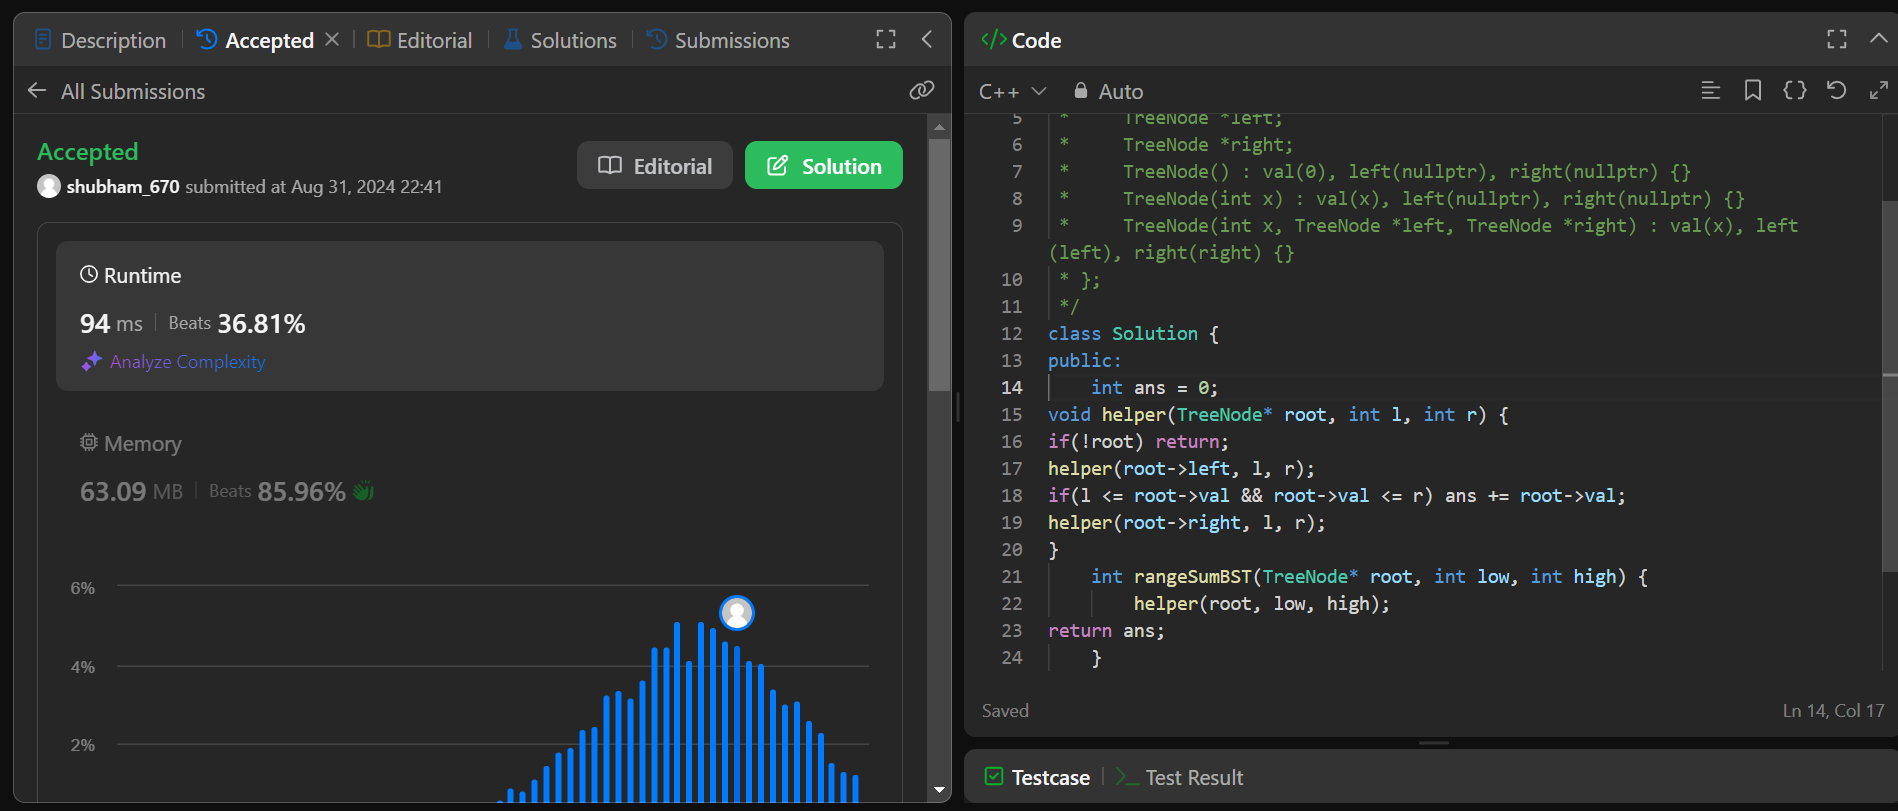 Description
Accepted
Editorial
Solutions
Submissions
All Submissions
Accepted
shubham_670 submitted at Aug 31, 2024 22:41
Editorial
Solution
Runtime
94 ms
Beats 36.81%
Analyze Complexity
Memory
63.09 MB
Beats 85.96%
6%
4%
2%
</> Code
C++
Auto
5 *     TreeNode *left;
6 *     TreeNode *right;
7 *     TreeNode() : val(0), left(nullptr), right(nullptr) {}
8 *     TreeNode(int x) : val(x), left(nullptr), right(nullptr) {}
9 *     TreeNode(int x, TreeNode *left, TreeNode *right) : val(x), left
(left), right(right) {}
10 * };
11 */
12 class Solution {
13 public:
14     int ans = 0;
15 void helper(TreeNode* root, int l, int r) {
16 if(!root) return;
17 helper(root->left, l, r);
18 if(l <= root->val && root->val <= r) ans += root->val;
19 helper(root->right, l, r);
20 }
21     int rangeSumBST(TreeNode* root, int low, int high) {
22         helper(root, low, high);
23 return ans;
24     }
Saved
Ln 14, Col 17
Testcase
Test Result